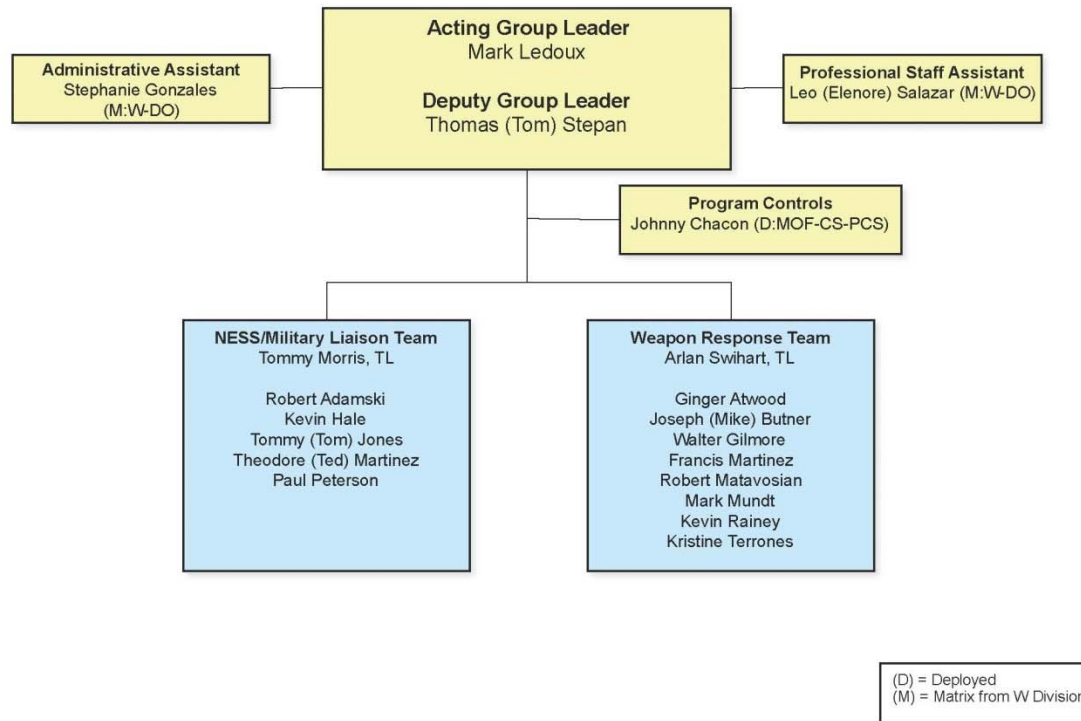 Acting Group Leader
Mark Ledoux
Deputy Group Leader
Thomas (Tom) Stepan
Administrative Assistant
Stephanie Gonzales
(M:W-DO)
Professional Staff Assistant
Leo (Elenore) Salazar (M:W-DO)
Program Controls
Johnny Chacon (D:MOF-CS-PCS)
NESS/Military Liaison Team
Tommy Morris, TL
Robert Adamski
Kevin Hale
Tommy (Tom) Jones
Theodore (Ted) Martinez
Paul Peterson
Weapon Response Team
Arlan Swihart, TL
Ginger Atwood
Joseph (Mike) Butner
Walter Gilmore
Francis Martinez
Robert Matavosian
Mark Mundt
Kevin Rainey
Kristine Terrones
(D) = Deployed
(M) = Matrix from W Division